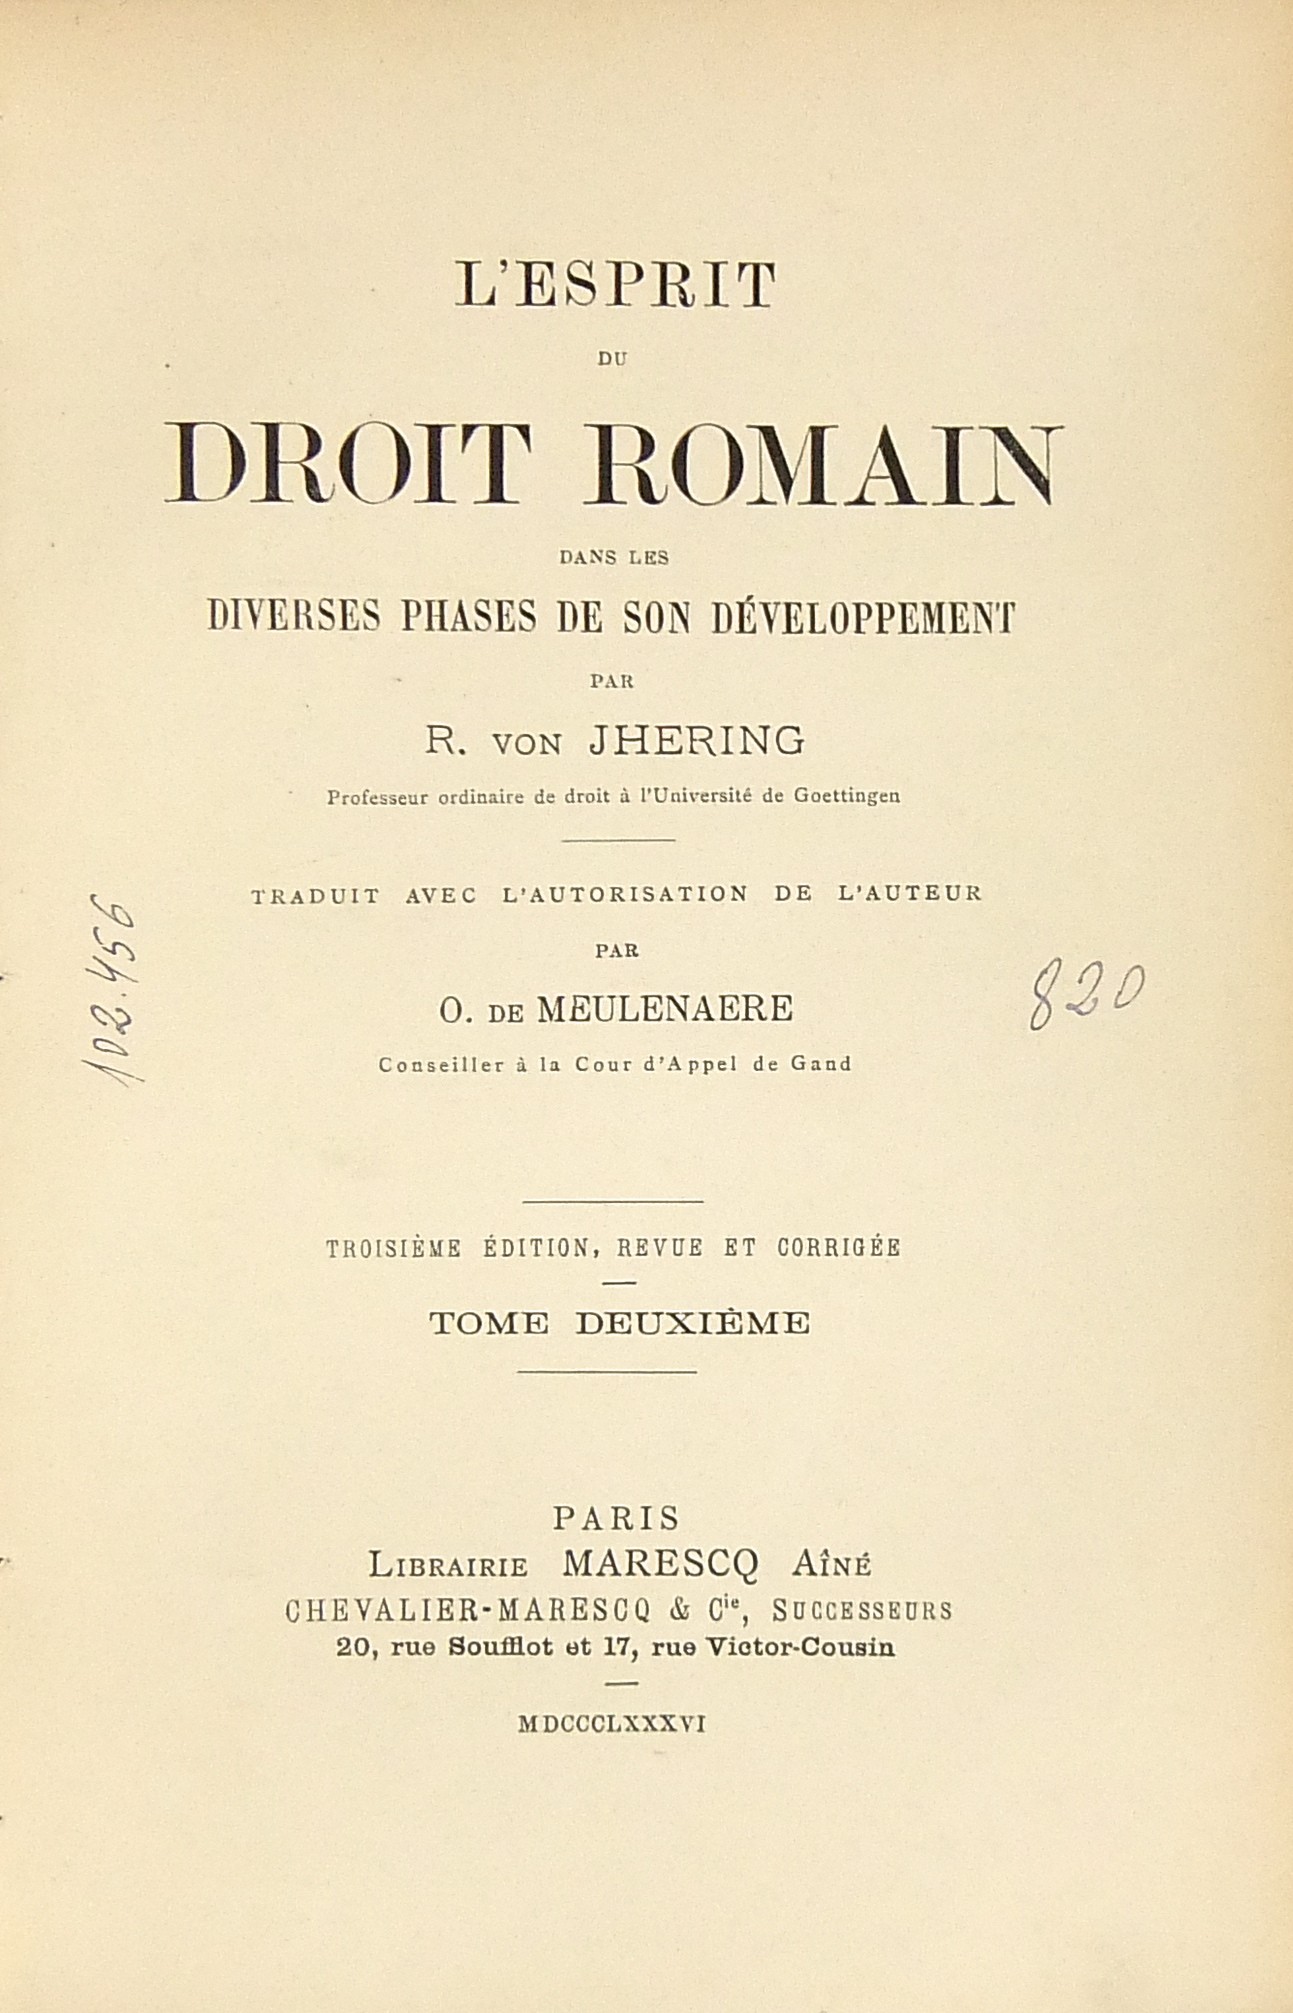 L'ESPRIT
DU
DROIT ROMAIN
DANS LES
DIVERSES PHASES DE SON DÉVELOPPEMENT
PAR
R. VON JHERING
Professeur ordinaire de droit à l'Université de Goettingen
TRADUIT AVEC L'AUTORISATION DE L'AUTEUR
PAR
O. DE MEULENAERE
Conseiller à la Cour d'Appel de Gand
102.456
820
TROISIÈME ÉDITION, REVUE ET CORRIGÉE
TOME DEUXIÈME
PARIS
LIBRAIRIE MARESCQ AÎNÉ
CHEVALIER-MARESCQ & Cie, SUCCESSEURS
20, rue Soufflot et 17, rue Victor-Cousin
MDCCCLXXXVI